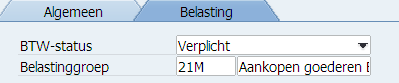 Algemeen Belasting
BTW-status Verplicht
Belastinggroep 21M Aankopen goederen